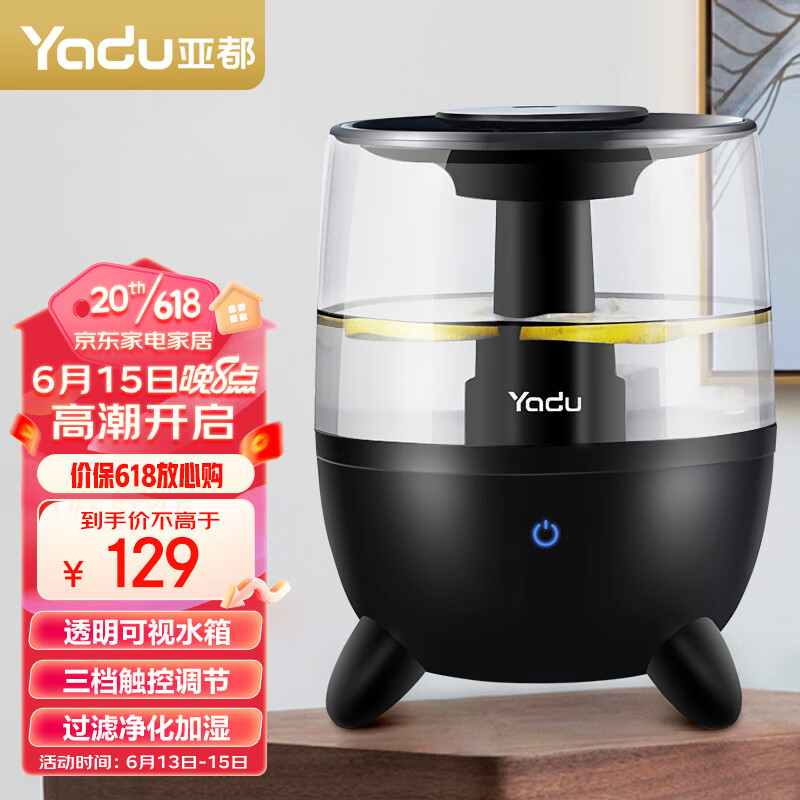 Yadu亚都
20th/618
京东家电家居
6月15日晚8点
高潮开启
价保618放心购
到手价不高于
¥ 129
透明可视水箱
三档触控调节
过滤净化加湿
活动时间：6月13日-15日
Yadu